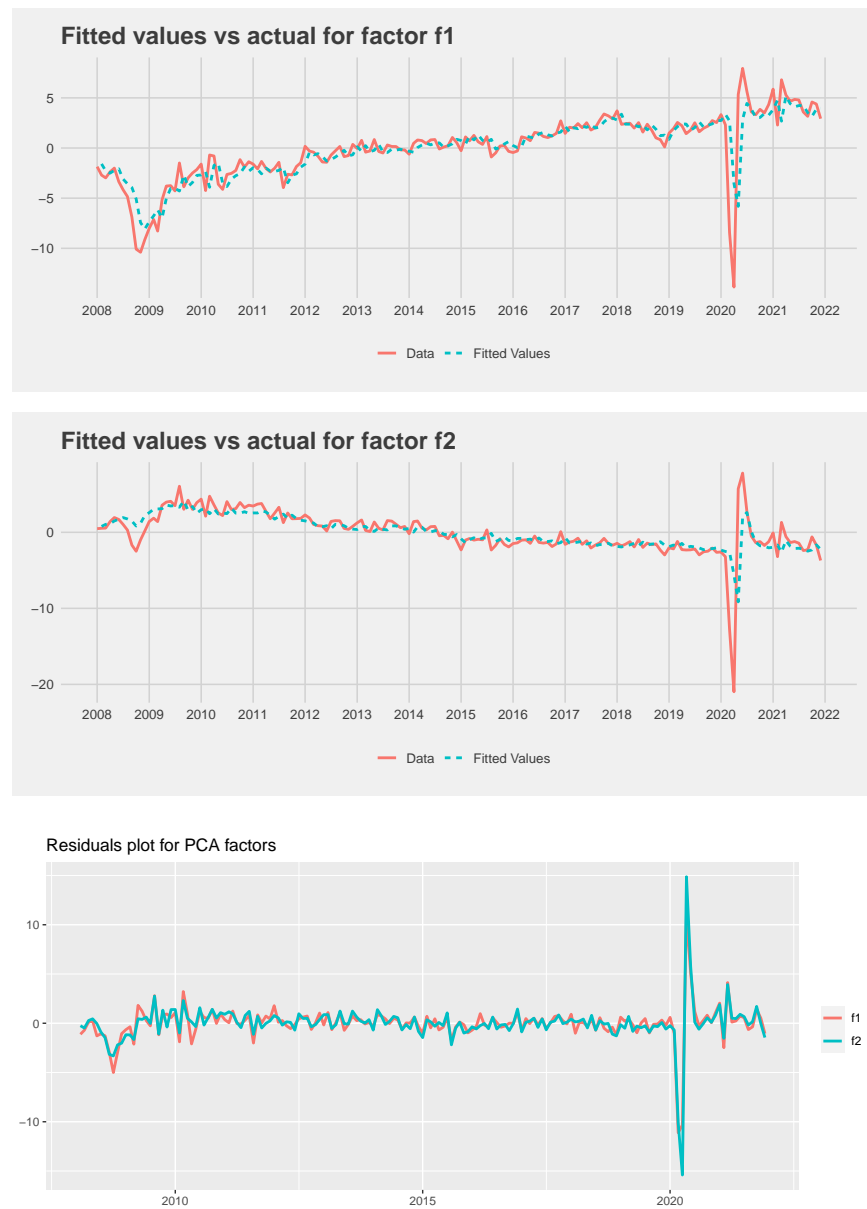 Fitted values vs actual for factor f1
5
0
−5
−10
2008 2009 2010 2011 2012 2013 2014 2015 2016 2017 2018 2019 2020 2021 2022
Data Fitted Values
Fitted values vs actual for factor f2
0
−10
−20
2008 2009 2010 2011 2012 2013 2014 2015 2016 2017 2018 2019 2020 2021 2022
Data Fitted Values
Residuals plot for PCA factors
10
0
−10
2010 2015 2020
f1
f2